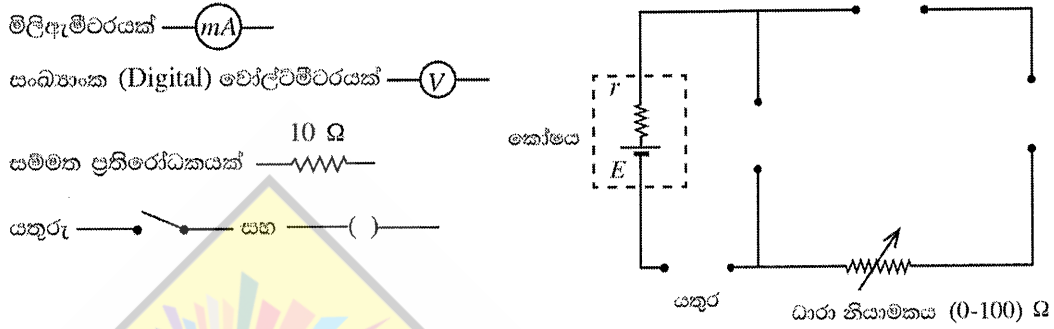 මිලිඇමීටරයක් mA
සංඛ්‍යාංක (Digital) වෝල්ට්මීටරයක් V
10 Ω
සම්මත ප්‍රතිරෝධකයක්
යතුරු සහ ( )
කෝෂය
r
E
යතුර
ධාරා නියාමකය (0-100) Ω